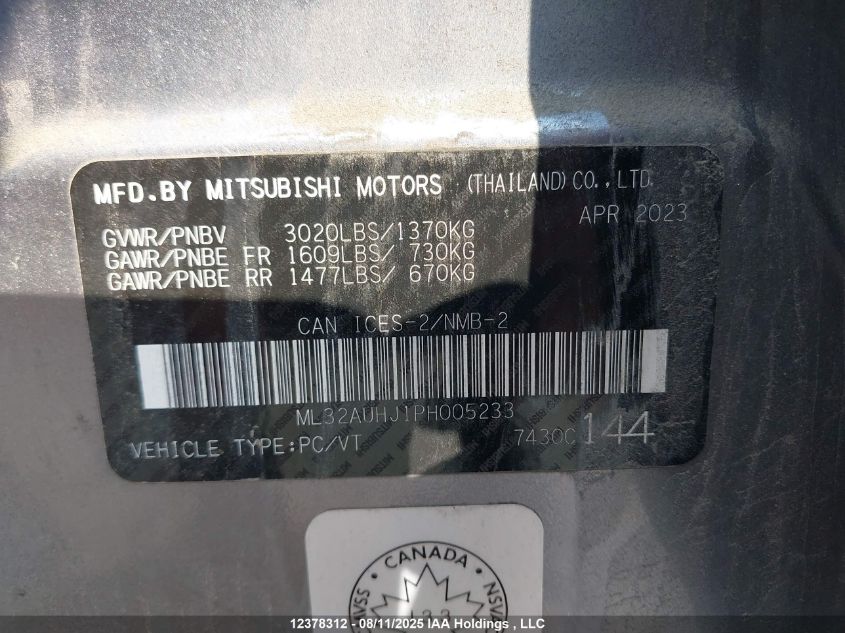 MFD.BY MITSUBISHI MOTORS (THAILAND) CO.,LTD.
APR 2023
GVWR/PNBV 3020LBS/1370KG
GAWR/PNBE FR 1609LBS/ 730KG
GAWR/PNBE RR 1477LBS/ 670KG
CAN ICES-2/NMB-2
ML32AUHJ1PH005233
VEHICLE TYPE:PC/VT 7430C 144
CANADA
12378312 - 08/11/2025 IAA Holdings , LLC